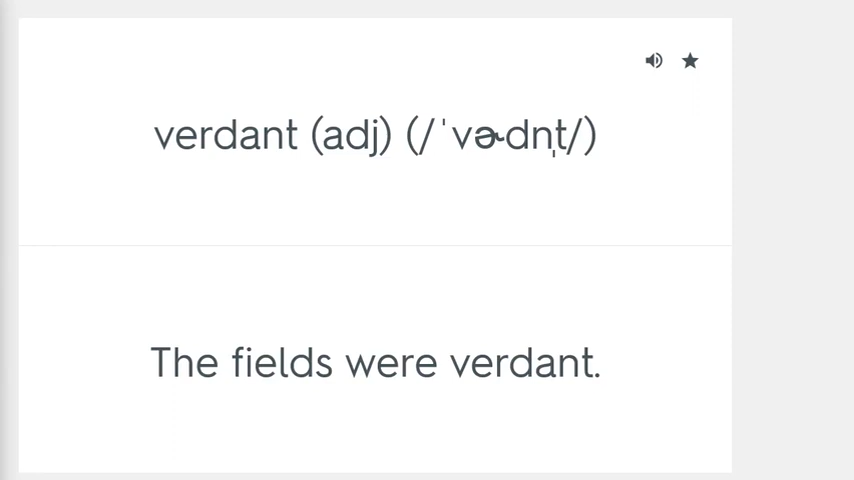 verdant (adj) (/ˈvɚdn̩t/)
The fields were verdant.